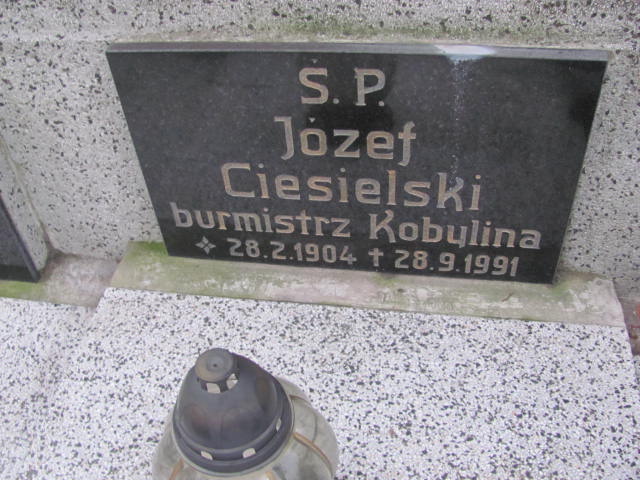 Ś. P.
Józef
Ciesielski
burmistrz Kobylina
28.2.1904 † 28.9.1991